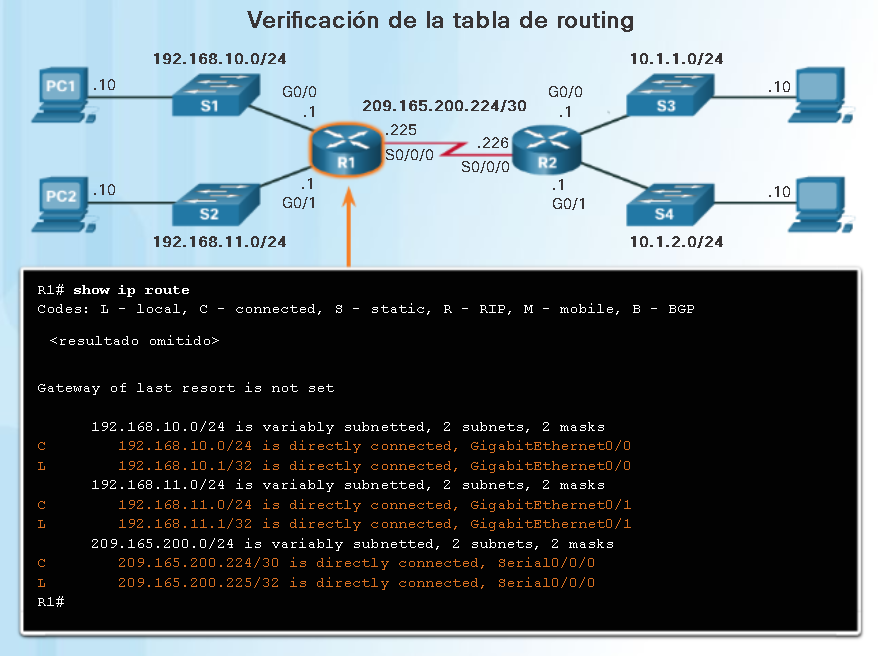 Verificación de la tabla de routing
192.168.10.0/24
10.1.1.0/24
PC1
.10
S1
G0/0
.1
209.165.200.224/30
G0/0
.1
S3
.10
.225
S0/0/0
R1
.226
S0/0/0
R2
PC2
.10
S2
.1
G0/1
.1
G0/1
S4
.10
192.168.11.0/24
10.1.2.0/24
R1# show ip route
Codes: L - local, C - connected, S - static, R - RIP, M - mobile, B - BGP
<resultado omitido>
Gateway of last resort is not set
192.168.10.0/24 is variably subnetted, 2 subnets, 2 masks
C 192.168.10.0/24 is directly connected, GigabitEthernet0/0
L 192.168.10.1/32 is directly connected, GigabitEthernet0/0
192.168.11.0/24 is variably subnetted, 2 subnets, 2 masks
C 192.168.11.0/24 is directly connected, GigabitEthernet0/1
L 192.168.11.1/32 is directly connected, GigabitEthernet0/1
209.165.200.0/24 is variably subnetted, 2 subnets, 2 masks
C 209.165.200.224/30 is directly connected, Serial0/0/0
L 209.165.200.225/32 is directly connected, Serial0/0/0
R1#